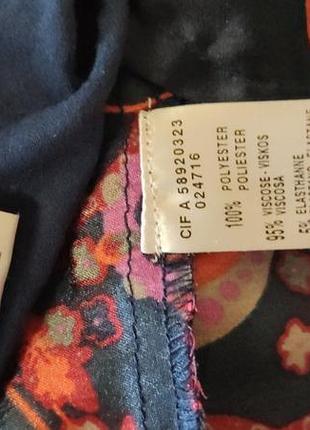 CIF A 58920323
024716
100% POLYESTER
POLIESTER
95% VISCOSE-VISKOS
VISCOSA
5% ELASTHANNE